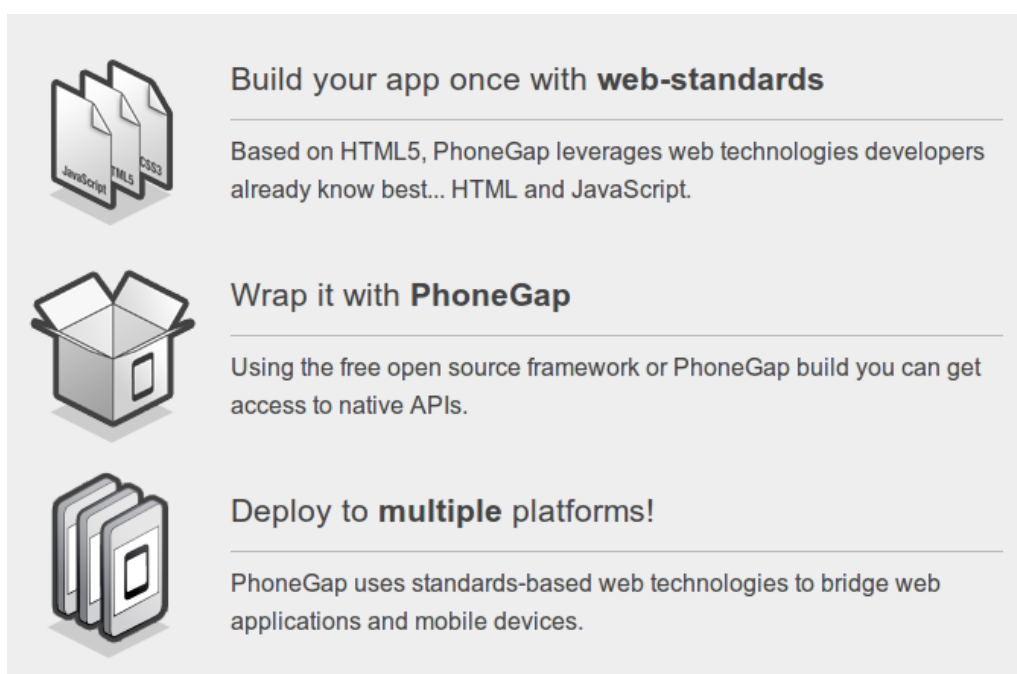 Build your app once with web-standards
Based on HTML5, PhoneGap leverages web technologies developers
already know best... HTML and JavaScript.
JavaScript
TML5
CSS3
Wrap it with PhoneGap
Using the free open source framework or PhoneGap build you can get
access to native APIs.
Deploy to multiple platforms!
PhoneGap uses standards-based web technologies to bridge web
applications and mobile devices.